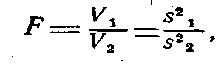 F = V₁/V₂ = s²₁/s²₂,